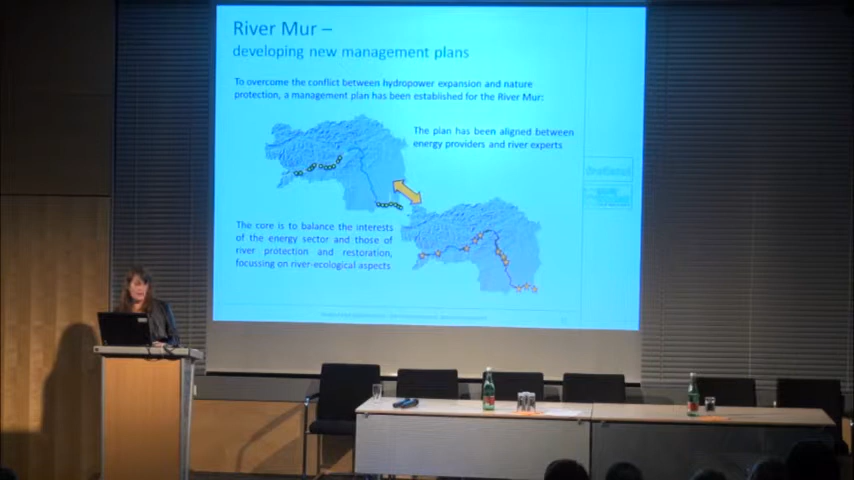 River Mur –
developing new management plans
To overcome the conflict between hydropower expansion and nature
protection, a management plan has been established for the River Mur:
The plan has been aligned between
energy providers and river experts
The core is to balance the interests
of the energy sector and those of
river protection and restoration,
focussing on river-ecological aspects